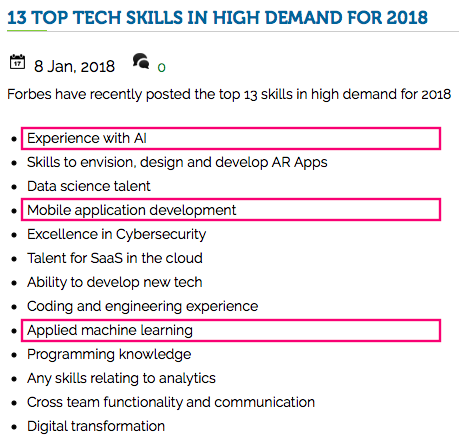 13 TOP TECH SKILLS IN HIGH DEMAND FOR 2018
17 8 Jan, 2018 0
Forbes have recently posted the top 13 skills in high demand for 2018
• Experience with AI
• Skills to envision, design and develop AR Apps
• Data science talent
• Mobile application development
• Excellence in Cybersecurity
• Talent for SaaS in the cloud
• Ability to develop new tech
• Coding and engineering experience
• Applied machine learning
• Programming knowledge
• Any skills relating to analytics
• Cross team functionality and communication
• Digital transformation